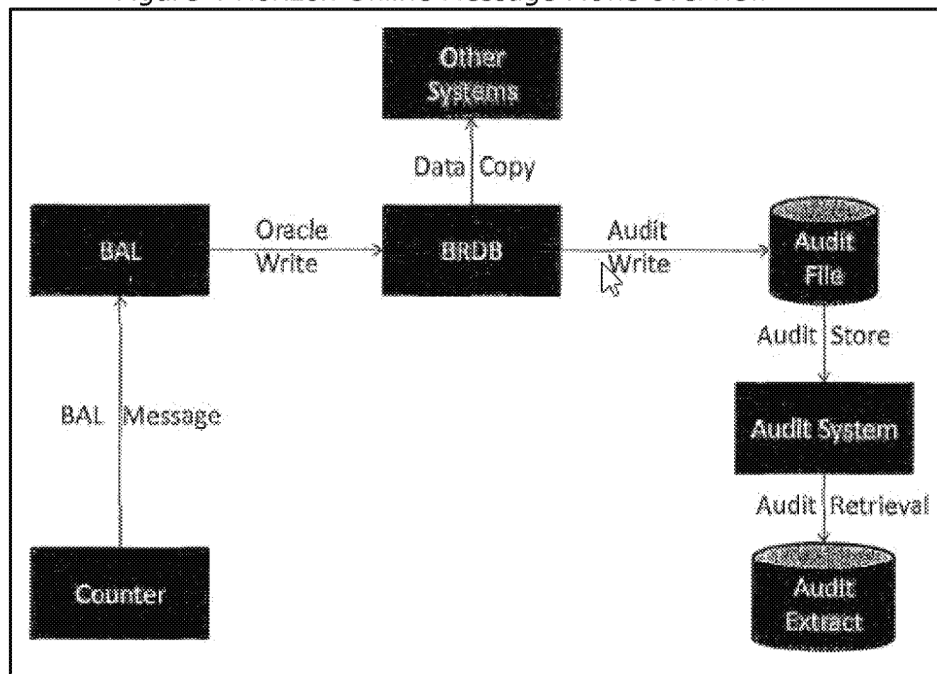 Other
Systems
Data Copy
BAL
Oracle
Write
BRDB
Audit
Write
Audit
File
Audit Store
BAL Message
Audit System
Audit Retrieval
Counter
Audit
Extract